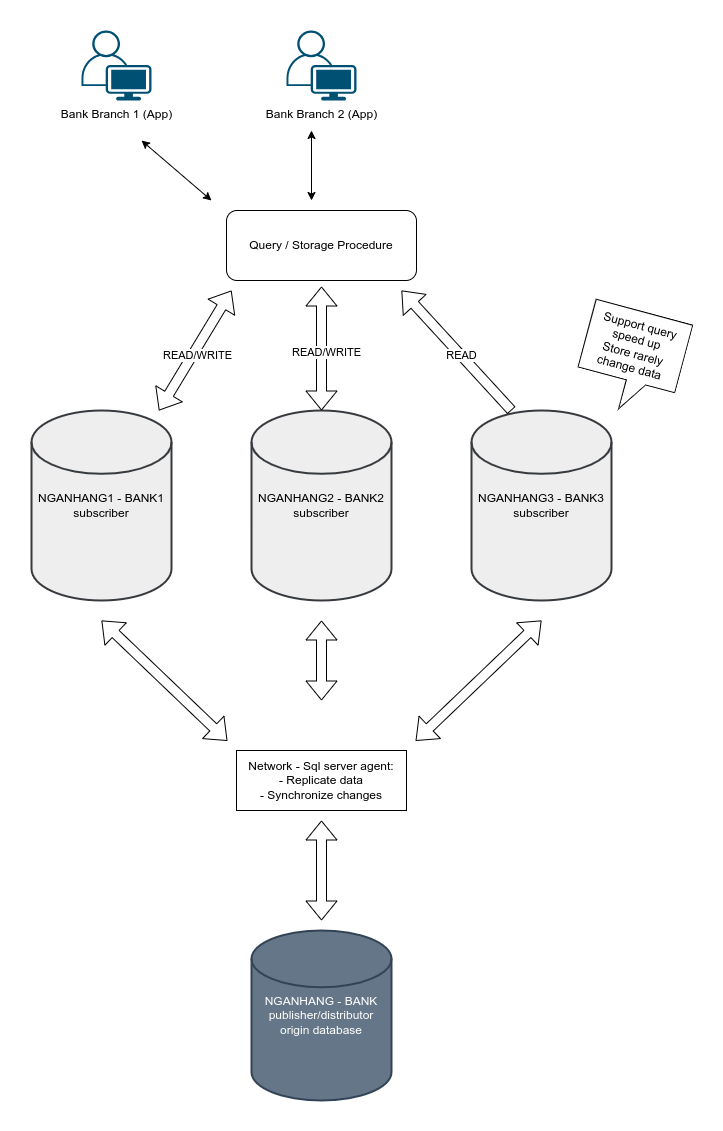 Bank Branch 1 (App)
Bank Branch 2 (App)
Query / Storage Procedure
READ/WRITE
READ/WRITE
READ
Support query
speed up
Store rarely
change data
NGANHANG1 - BANK1
subscriber
NGANHANG2 - BANK2
subscriber
NGANHANG3 - BANK3
subscriber
Network - Sql server agent:
- Replicate data
- Synchronize changes
NGANHANG - BANK
publisher/distributor
origin database